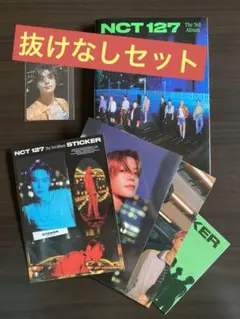 抜けなしセット
NCT 127
The 3rd
Album
NCT 127 The 3rd Album STICKER
STICKER
KER